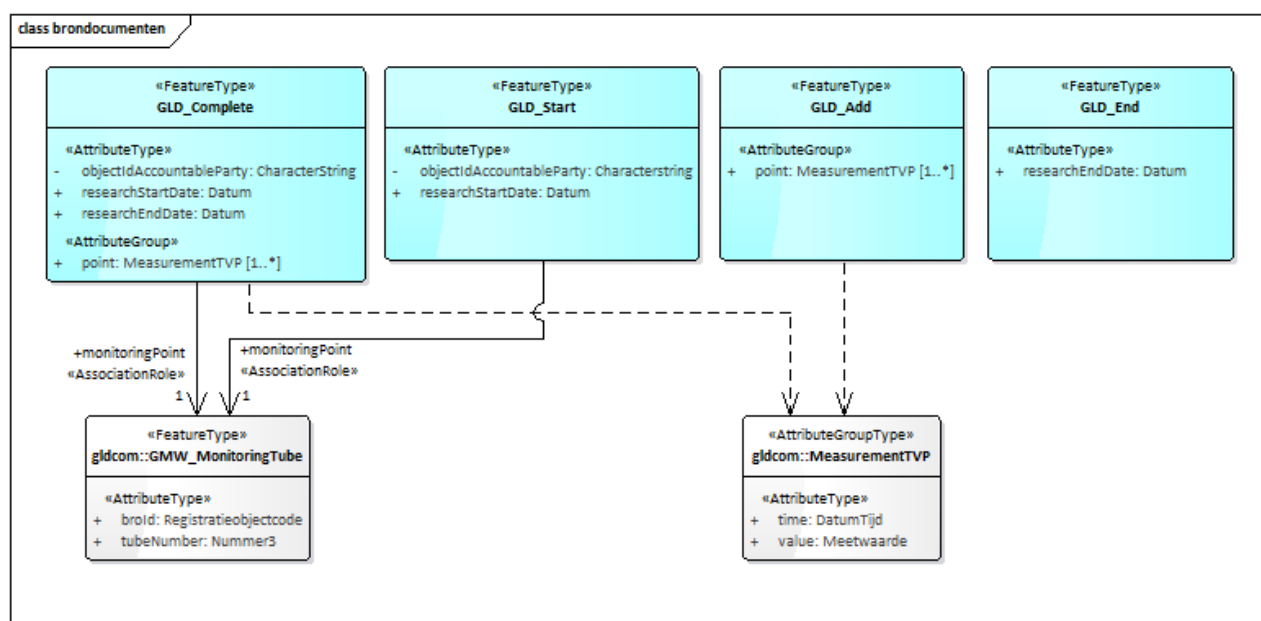 class brondocumenten
«FeatureType»
GLD_Complete
«AttributeType»
- objectIdAccountableParty: CharacterString
+ researchStartDate: Datum
+ researchEndDate: Datum
«AttributeGroup»
+ point: MeasurementTVP [1..*]
«FeatureType»
GLD_Start
«AttributeType»
- objectIdAccountableParty: Characterstring
+ researchStartDate: Datum
«FeatureType»
GLD_Add
«AttributeGroup»
+ point: MeasurementTVP [1..*]
«FeatureType»
GLD_End
«AttributeType»
+ researchEndDate: Datum
+monitoringPoint
«AssociationRole»
1
+monitoringPoint
«AssociationRole»
1
«FeatureType»
gldcom::GMW_MonitoringTube
«AttributeType»
+ broId: Registratieobjectcode
+ tubeNumber: Nummer3
«AttributeGroupType»
gldcom::MeasurementTVP
«AttributeType»
+ time: DatumTijd
+ value: Meetwaarde